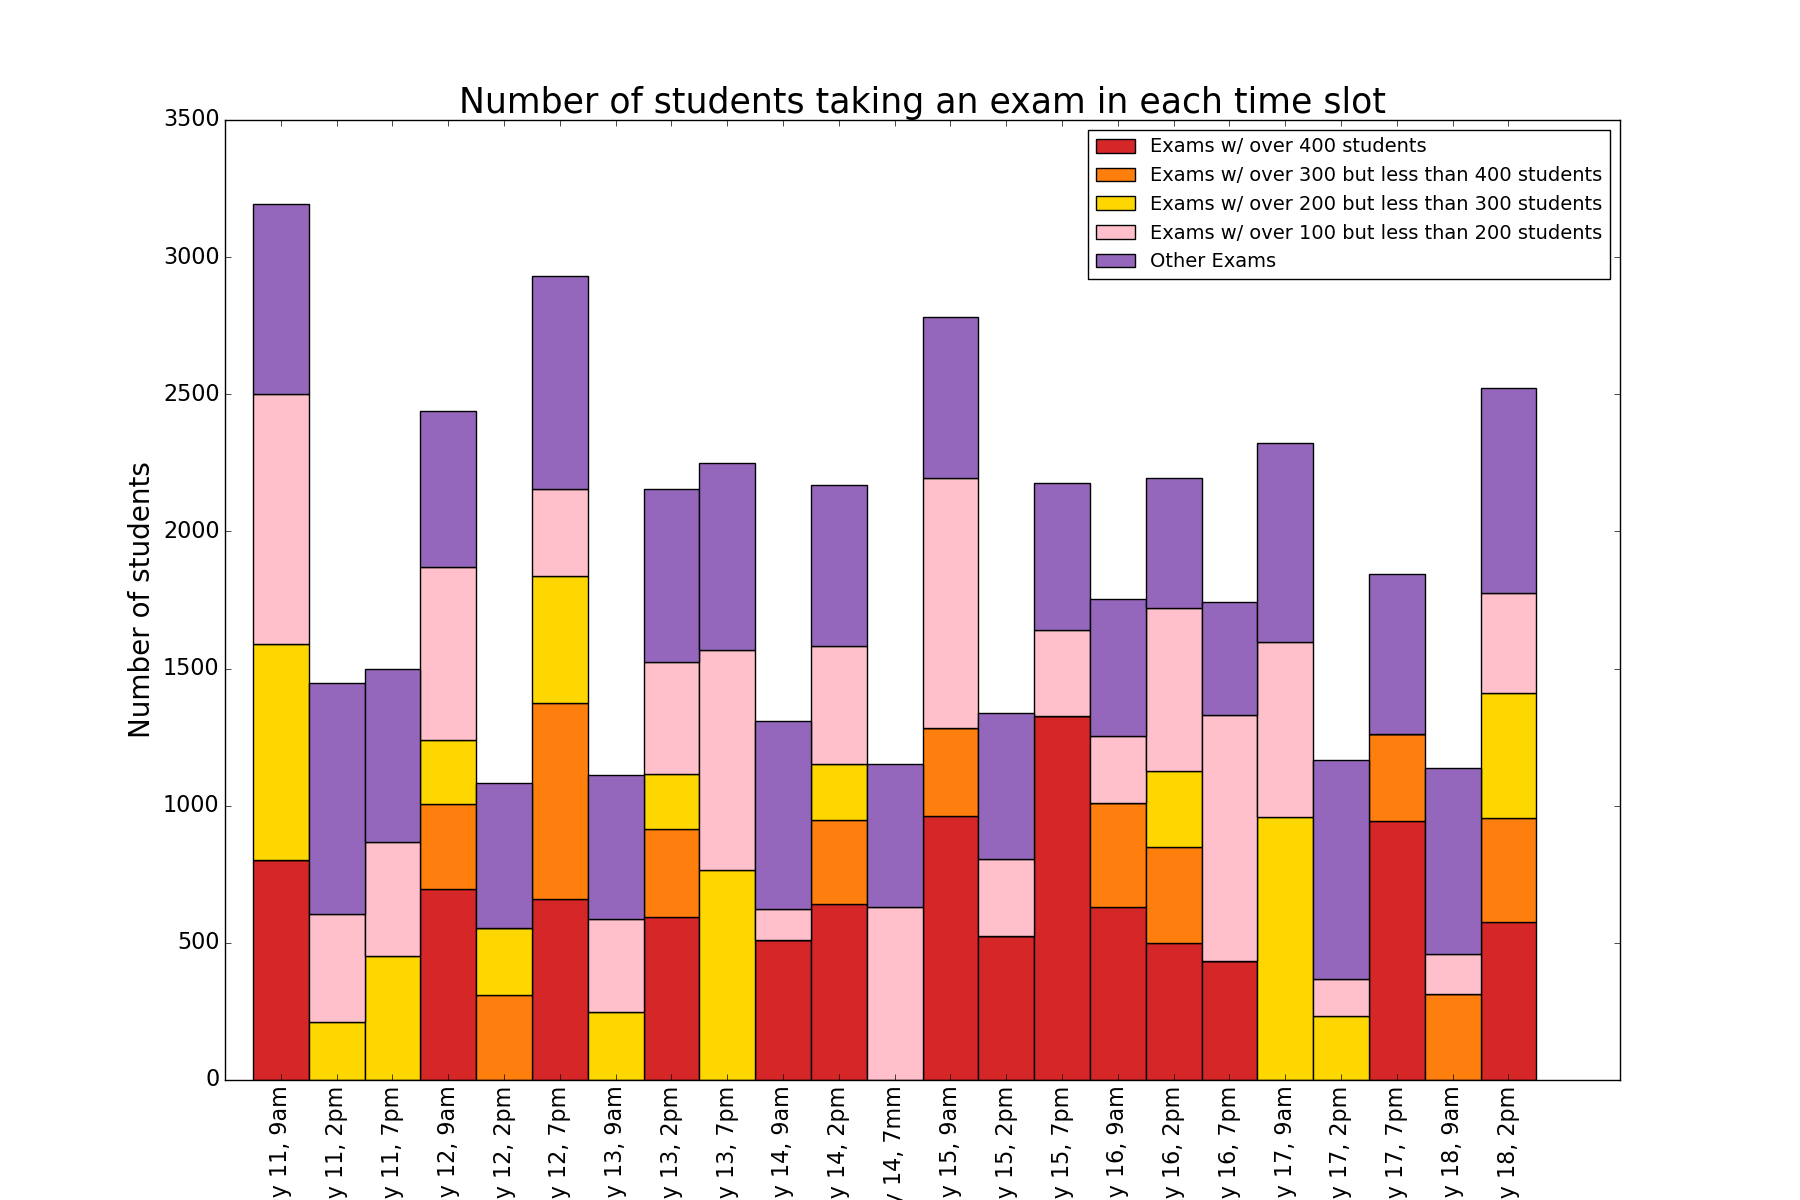 Number of students taking an exam in each time slot
Exams w/ over 400 students
Exams w/ over 300 but less than 400 students
Exams w/ over 200 but less than 300 students
Exams w/ over 100 but less than 200 students
Other Exams
Number of students
3500
3000
2500
2000
1500
1000
500
0
y 11, 9am
y 11, 2pm
y 11, 7pm
y 12, 9am
y 12, 2pm
y 12, 7pm
y 13, 9am
y 13, 2pm
y 13, 7pm
y 14, 9am
y 14, 2pm
y 14, 7mm
y 15, 9am
y 15, 2pm
y 15, 7pm
y 16, 9am
y 16, 2pm
y 16, 7pm
y 17, 9am
y 17, 2pm
y 17, 7pm
y 18, 9am
y 18, 2pm